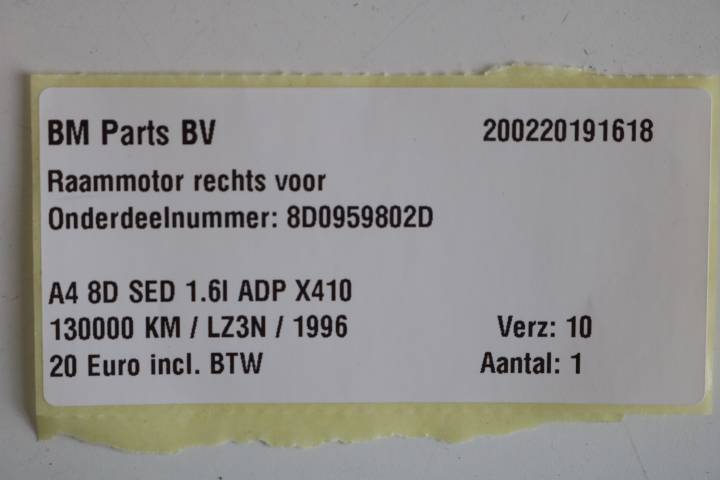 BM Parts BV 200220191618
Raammotor rechts voor
Onderdeelnummer: 8D0959802D
A4 8D SED 1.6I ADP X410
130000 KM / LZ3N / 1996 Verz: 10
20 Euro incl. BTW Aantal: 1